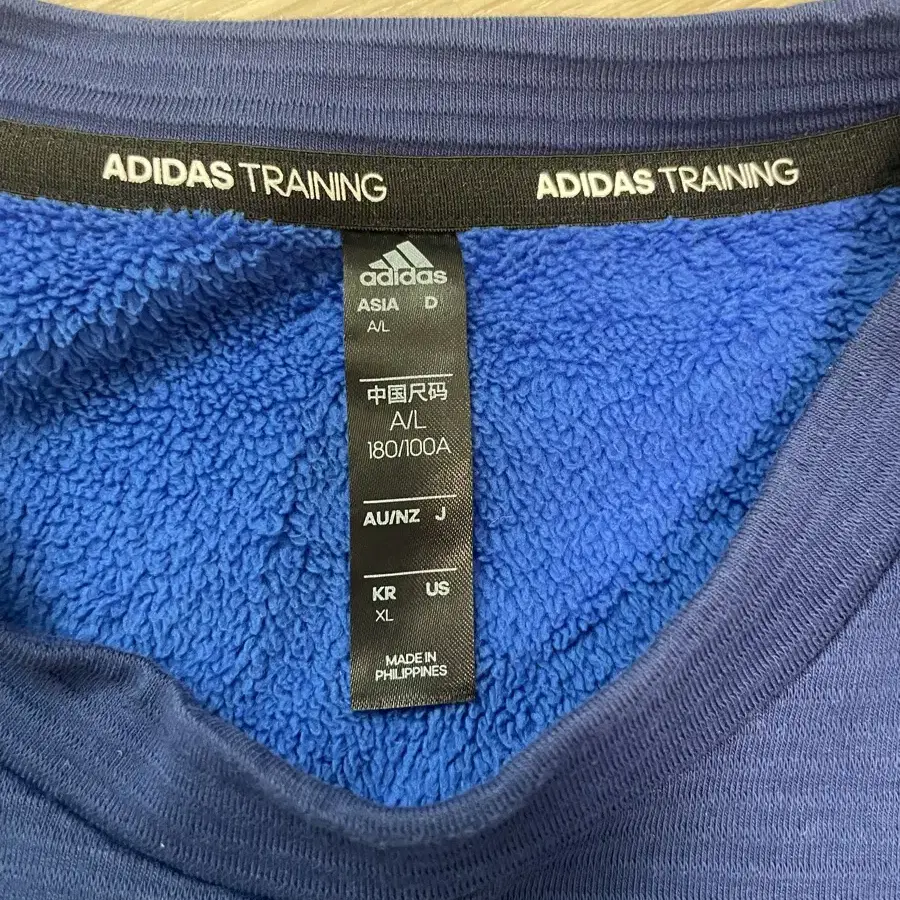 ADIDAS TRAINING ADIDAS TRAINING
adidas
ASIA D
A/L
中国尺码
A/L
180/100A
AU/NZ J
KR US
XL
MADE IN
PHILIPPINES